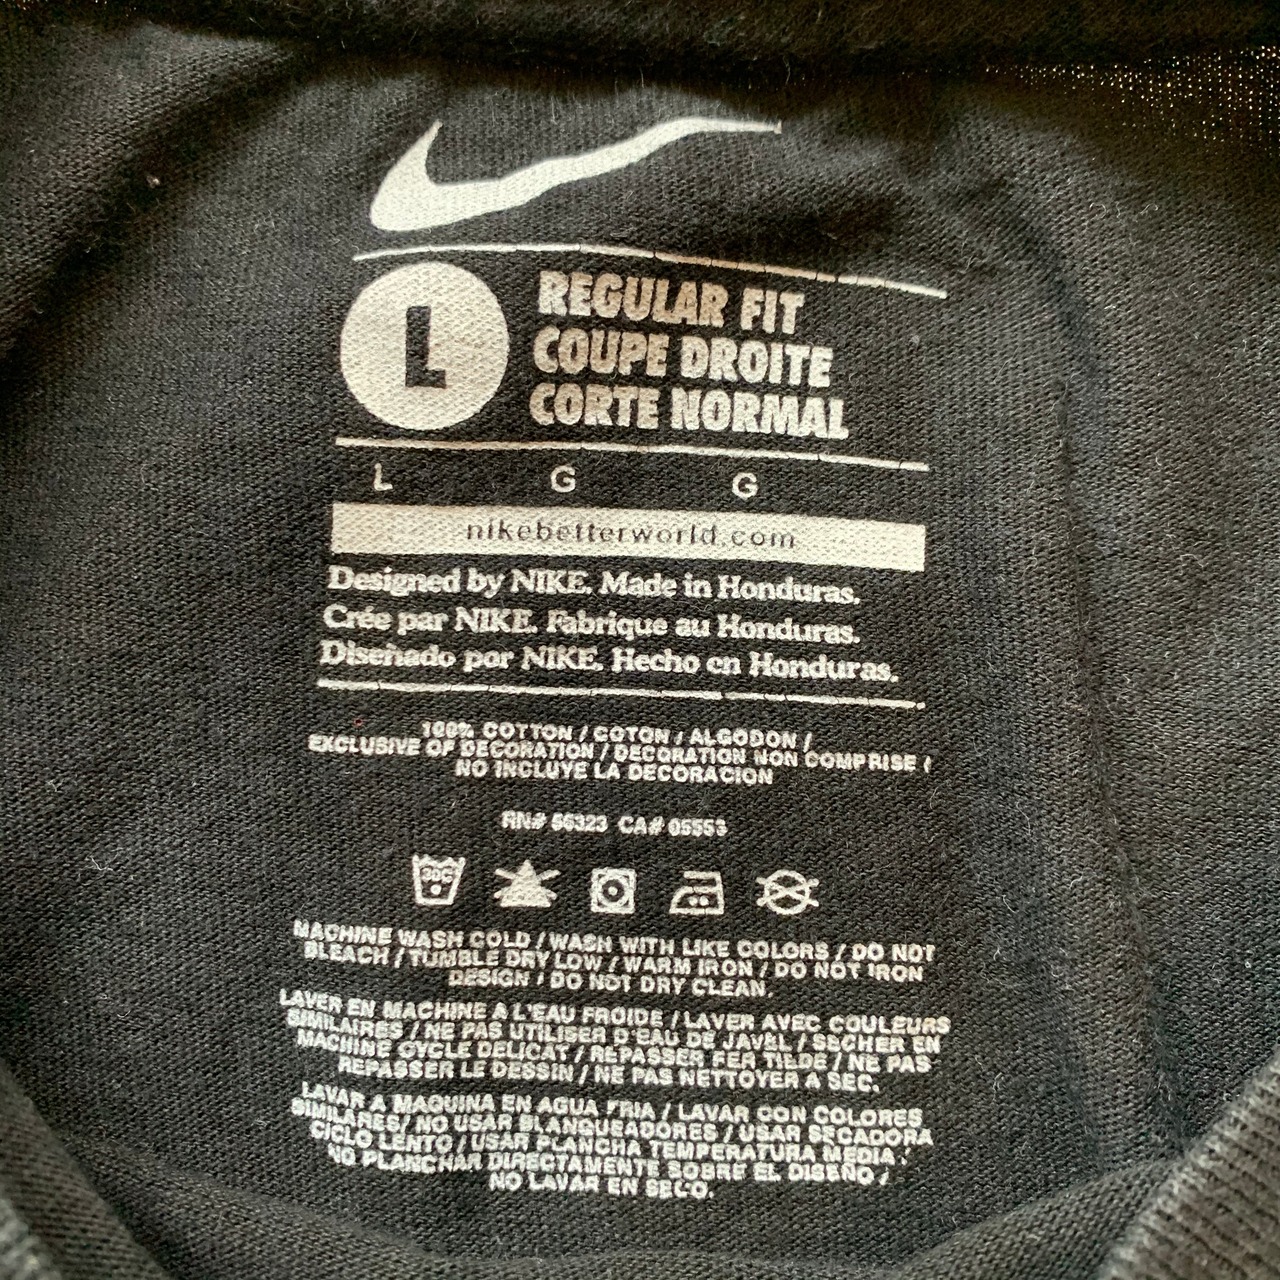 L
REGULAR FIT
COUPE DROITE
CORTE NORMAL
L G G
nikebetterworld.com
Designed by NIKE. Made in Honduras.
Crée par NIKE. Fabrique au Honduras.
Diseñado por NIKE. Hecho en Honduras.
100% COTTON / COTON / ALGODON /
EXCLUSIVE OF DECORATION / DECORATION NON COMPRISE /
NO INCLUYE LA DECORACION
RN# 56323 CA# 05553
30C
MACHINE WASH COLD / WASH WITH LIKE COLORS / DO NOT
BLEACH / TUMBLE DRY LOW / WARM IRON / DO NOT IRON
DESIGN / DO NOT DRY CLEAN.
LAVER EN MACHINE A L'EAU FROIDE / LAVER AVEC COULEURS
SIMILAIRES / NE PAS UTILISER D'EAU DE JAVEL / SECHER EN
MACHINE CYCLE DELICAT / REPASSER FER TIEDE / NE PAS
REPASSER LE DESSIN / NE PAS NETTOYER A SEC.
LAVAR A MAQUINA EN AGUA FRIA / LAVAR CON COLORES
SIMILARES/ NO USAR BLANQUEADORES / USAR SECADORA
CICLO LENTO / USAR PLANCHA TEMPERATURA MEDIA /
NO PLANCHAR DIRECTAMENTE SOBRE EL DISEÑO /
NO LAVAR EN SECO.